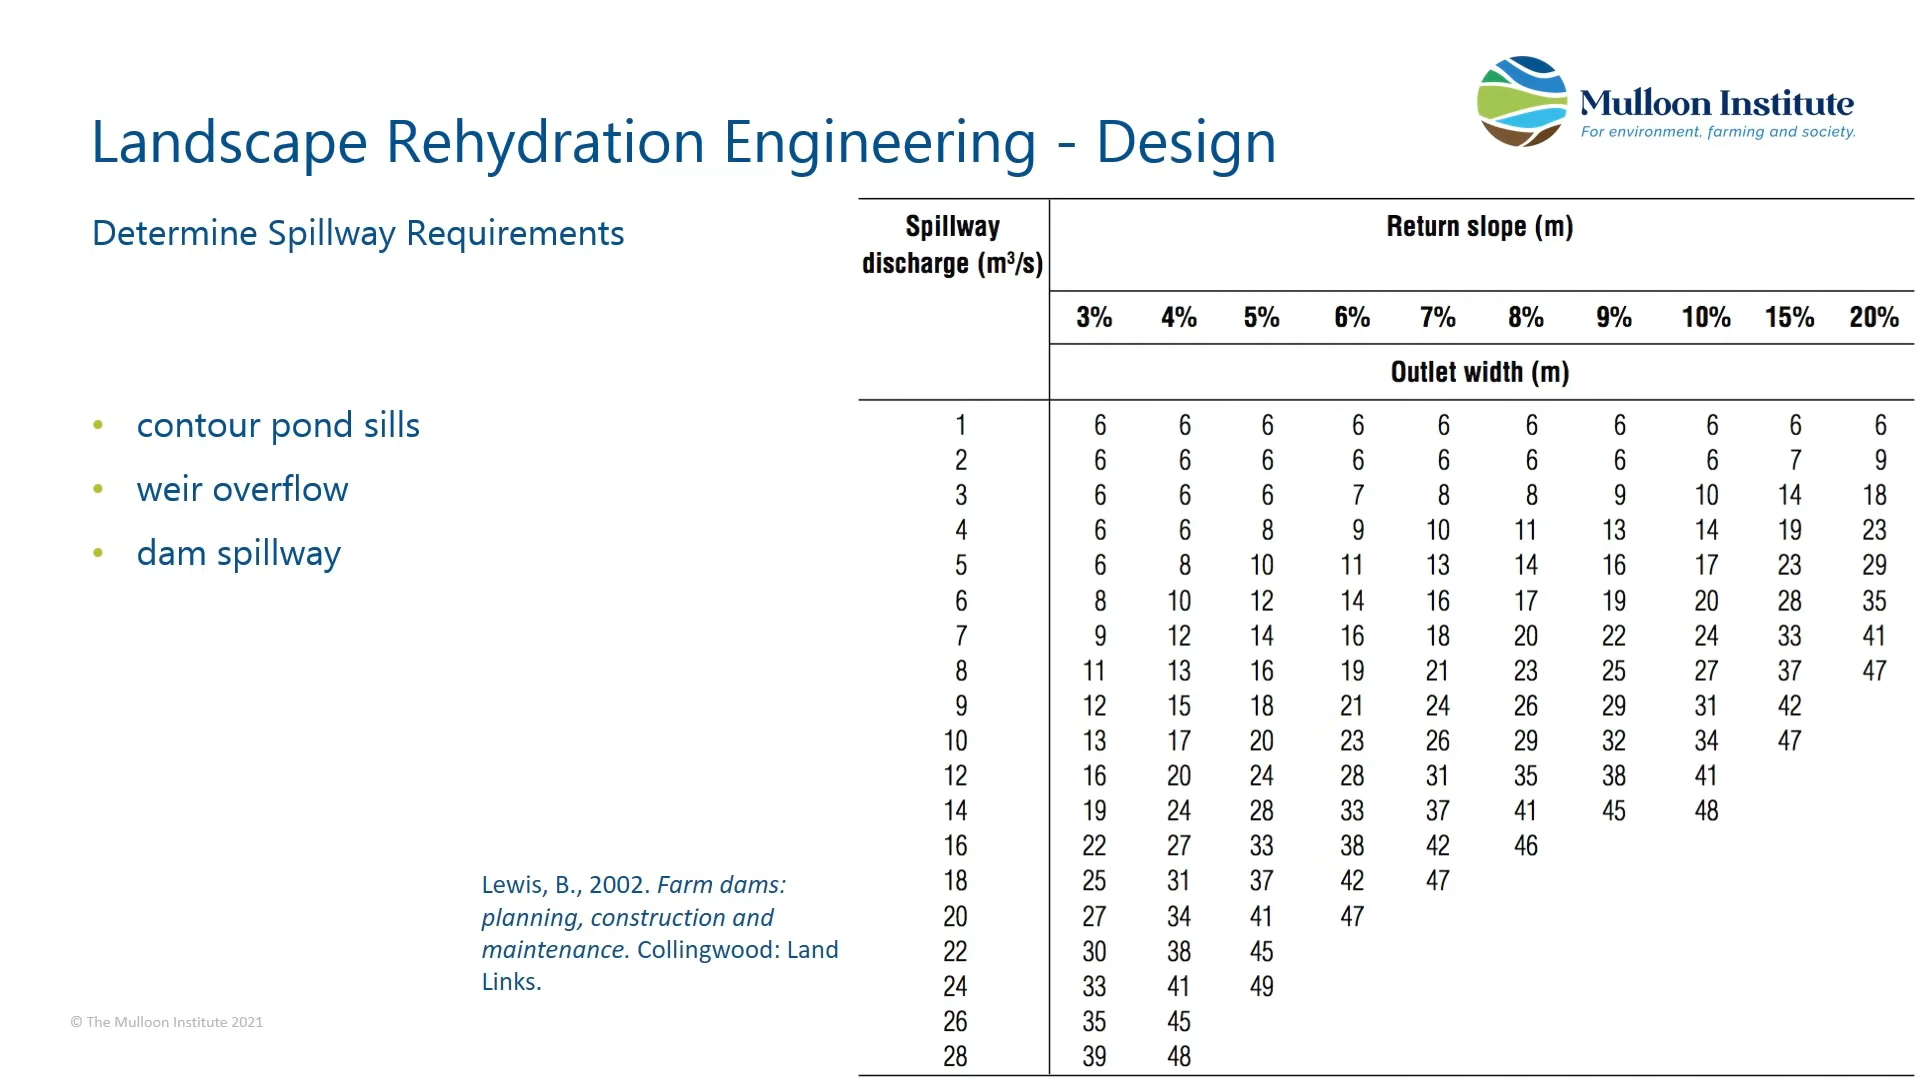 Mulloon Institute
For environment, farming and society.
Landscape Rehydration Engineering - Design
Determine Spillway Requirements
• contour pond sills
• weir overflow
• dam spillway
Lewis, B., 2002. Farm dams:
planning, construction and
maintenance. Collingwood: Land
Links.
Spillway
discharge (m³/s)
Return slope (m)
3% 4% 5% 6% 7% 8% 9% 10% 15% 20%
Outlet width (m)
1 6 6 6 6 6 6 6 6 6 6
2 6 6 6 6 6 6 6 6 7 9
3 6 6 6 7 8 8 9 10 14 18
4 6 6 8 9 10 11 13 14 19 23
5 6 8 10 11 13 14 16 17 23 29
6 8 10 12 14 16 17 19 20 28 35
7 9 12 14 16 18 20 22 24 33 41
8 11 13 16 19 21 23 25 27 37 47
9 12 15 18 21 24 26 29 31 42
10 13 17 20 23 26 29 32 34 47
12 16 20 24 28 31 35 38 41
14 19 24 28 33 37 41 45 48
16 22 27 33 38 42 46
18 25 31 37 42 47
20 27 34 41 47
22 30 38 45
24 33 41 49
26 35 45
28 39 48
© The Mulloon Institute 2021